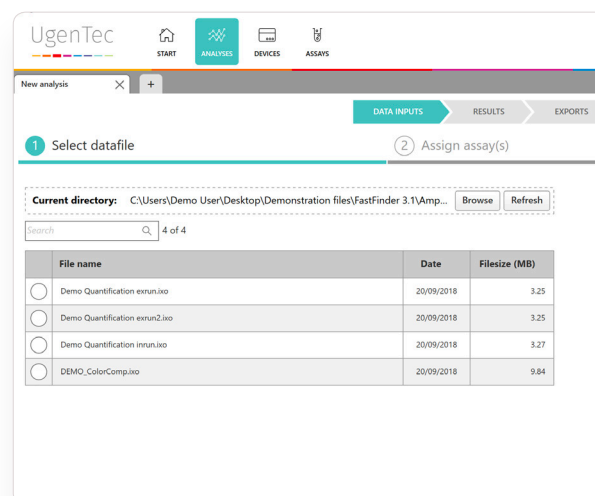 UgenTec
START
ANALYSES
DEVICES
ASSAYS
New analysis
+
DATA INPUTS
RESULTS
EXPORTS
1 Select datafile
2 Assign assay(s)
Current directory: C:\Users\Demo User\Desktop\Demonstration files\FastFinder 3.1\Amp... Browse Refresh
Search 4 of 4
File name Date Filesize (MB)
Demo Quantification exrun.ixo 20/09/2018 3.25
Demo Quantification exrun2.ixo 20/09/2018 3.25
Demo Quantification inrun.ixo 20/09/2018 3.27
DEMO_ColorComp.ixo 20/09/2018 9.84